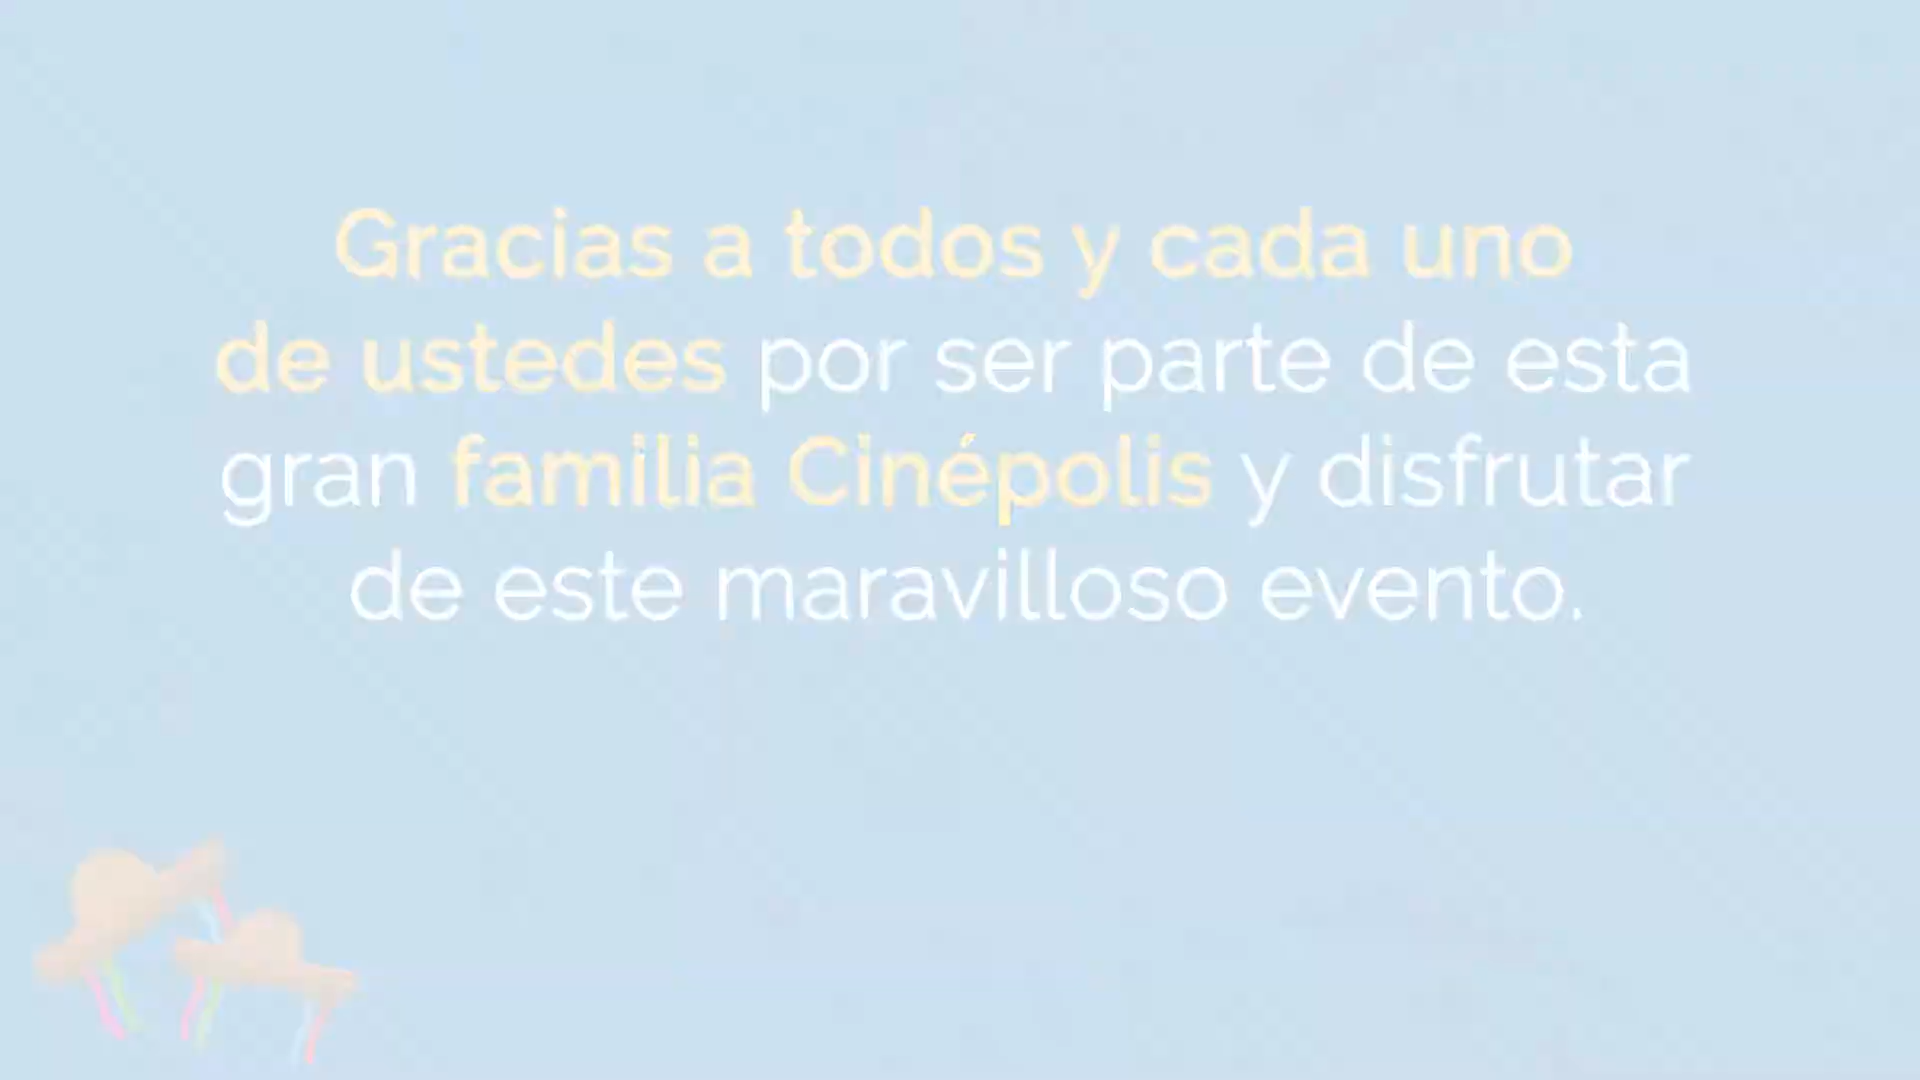 Gracias a todos y cada uno
de ustedes por ser parte de esta
gran familia Cinépolis y disfrutar
de este maravilloso evento.